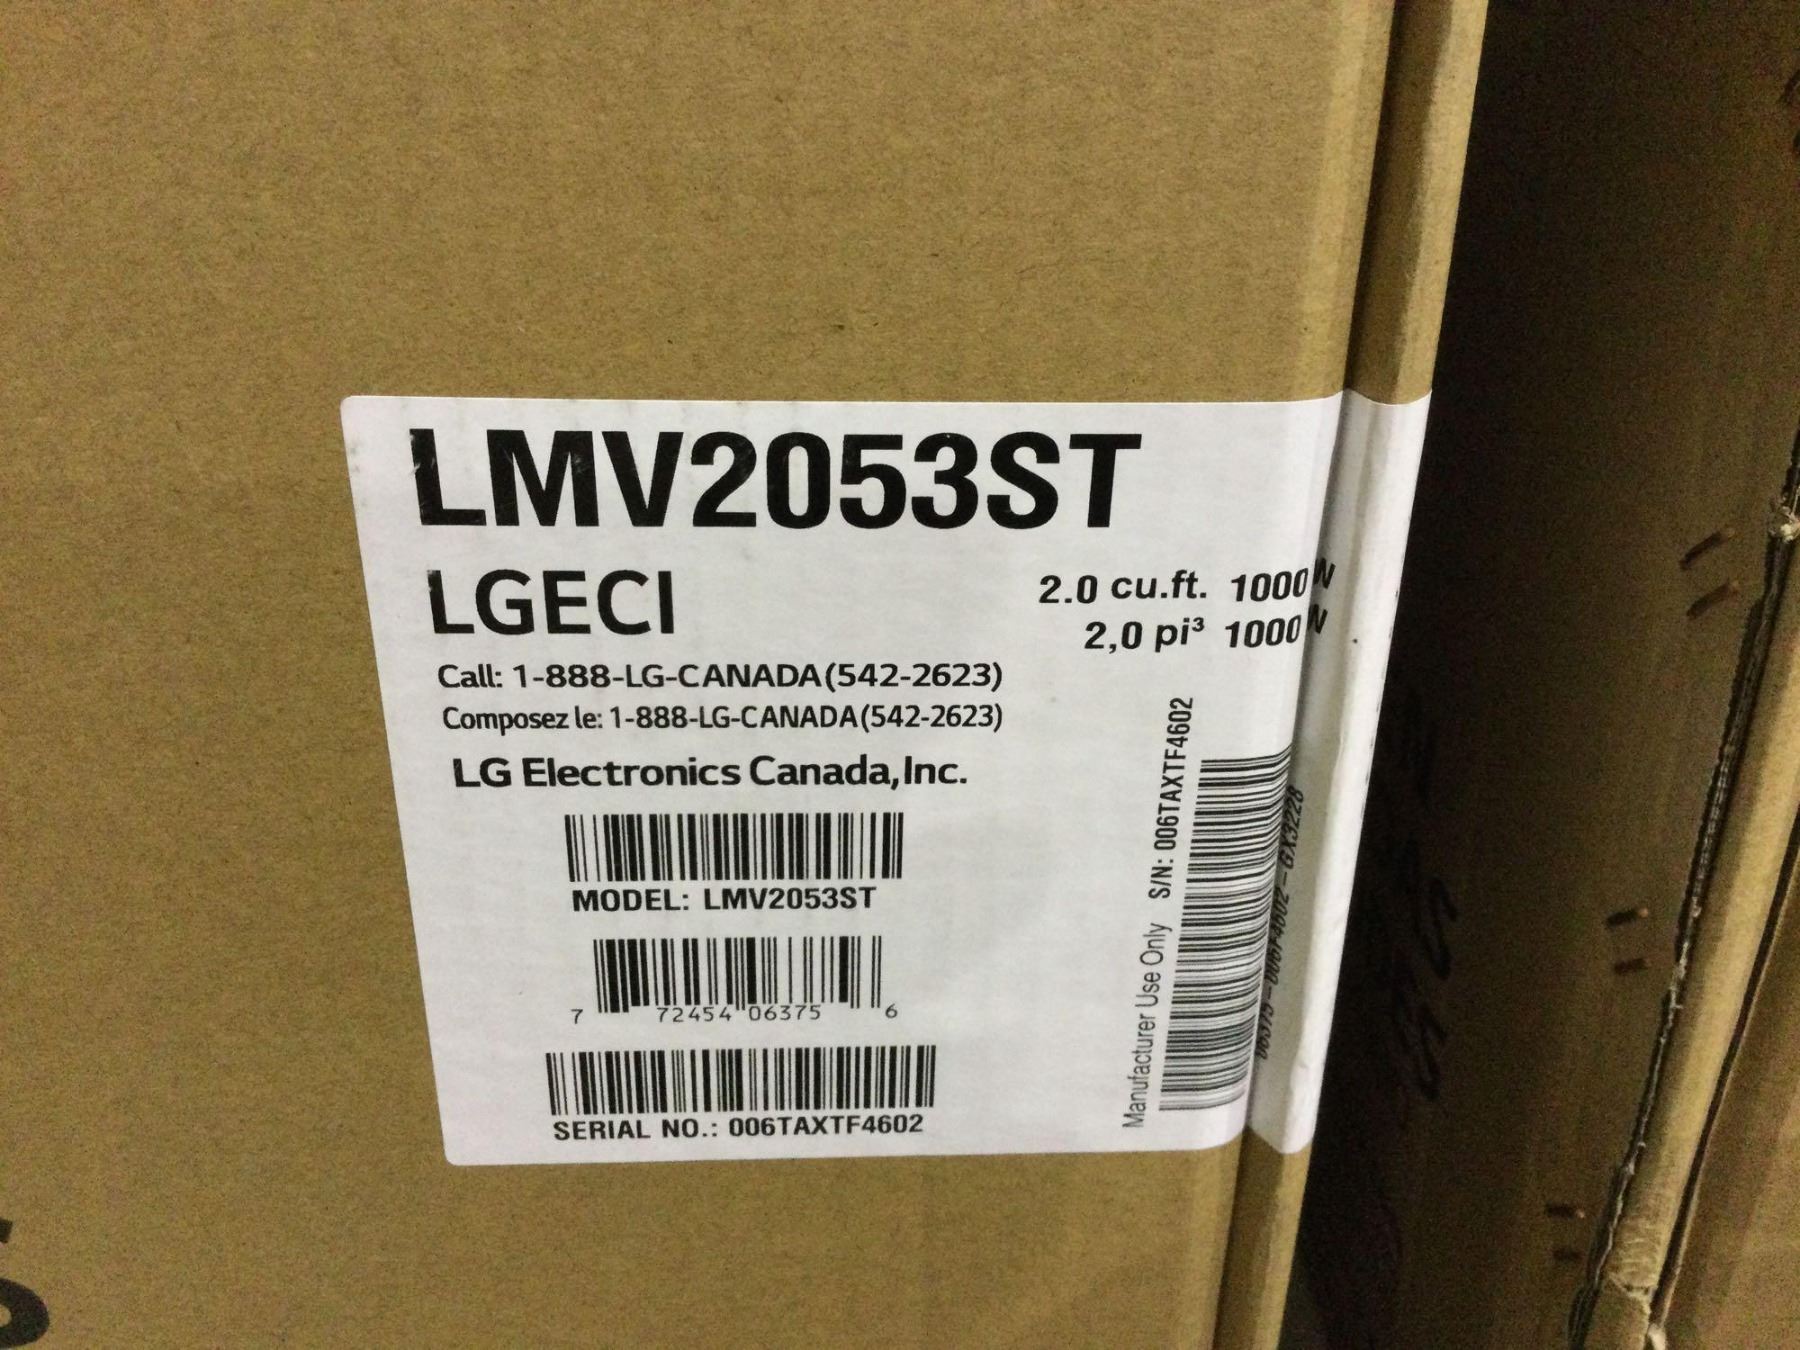 LMV2053ST
LGECI
2.0 cu.ft. 1000W
2,0 pi³ 1000W
Call: 1-888-LG-CANADA(542-2623)
Composez le: 1-888-LG-CANADA(542-2623)
LG Electronics Canada,Inc.
MODEL: LMV2053ST
7 72454 06375 6
SERIAL NO.: 006TAXTF4602
Manufacturer Use Only S/N: 006TAXTF4602